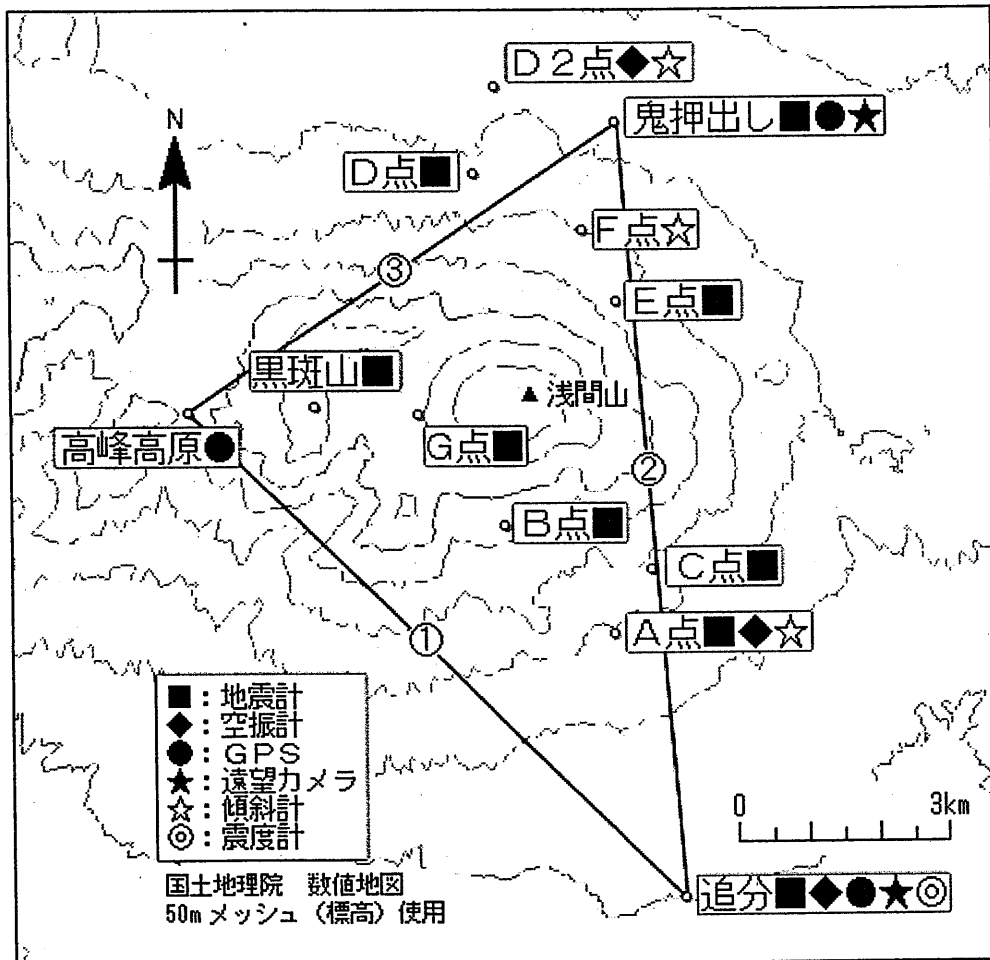 D2点◆☆
鬼押出し■●★
N
D点■
F点☆
③
E点■
黒斑山■
▲浅間山
高峰高原●
G点■
②
B点■
C点■
①
A点■◆☆
■:地震計
◆:空振計
●:GPS
★:遠望カメラ
☆:傾斜計
◎:震度計
0 3km
国土地理院 数値地図
50mメッシュ(標高)使用
追分■◆●★◎